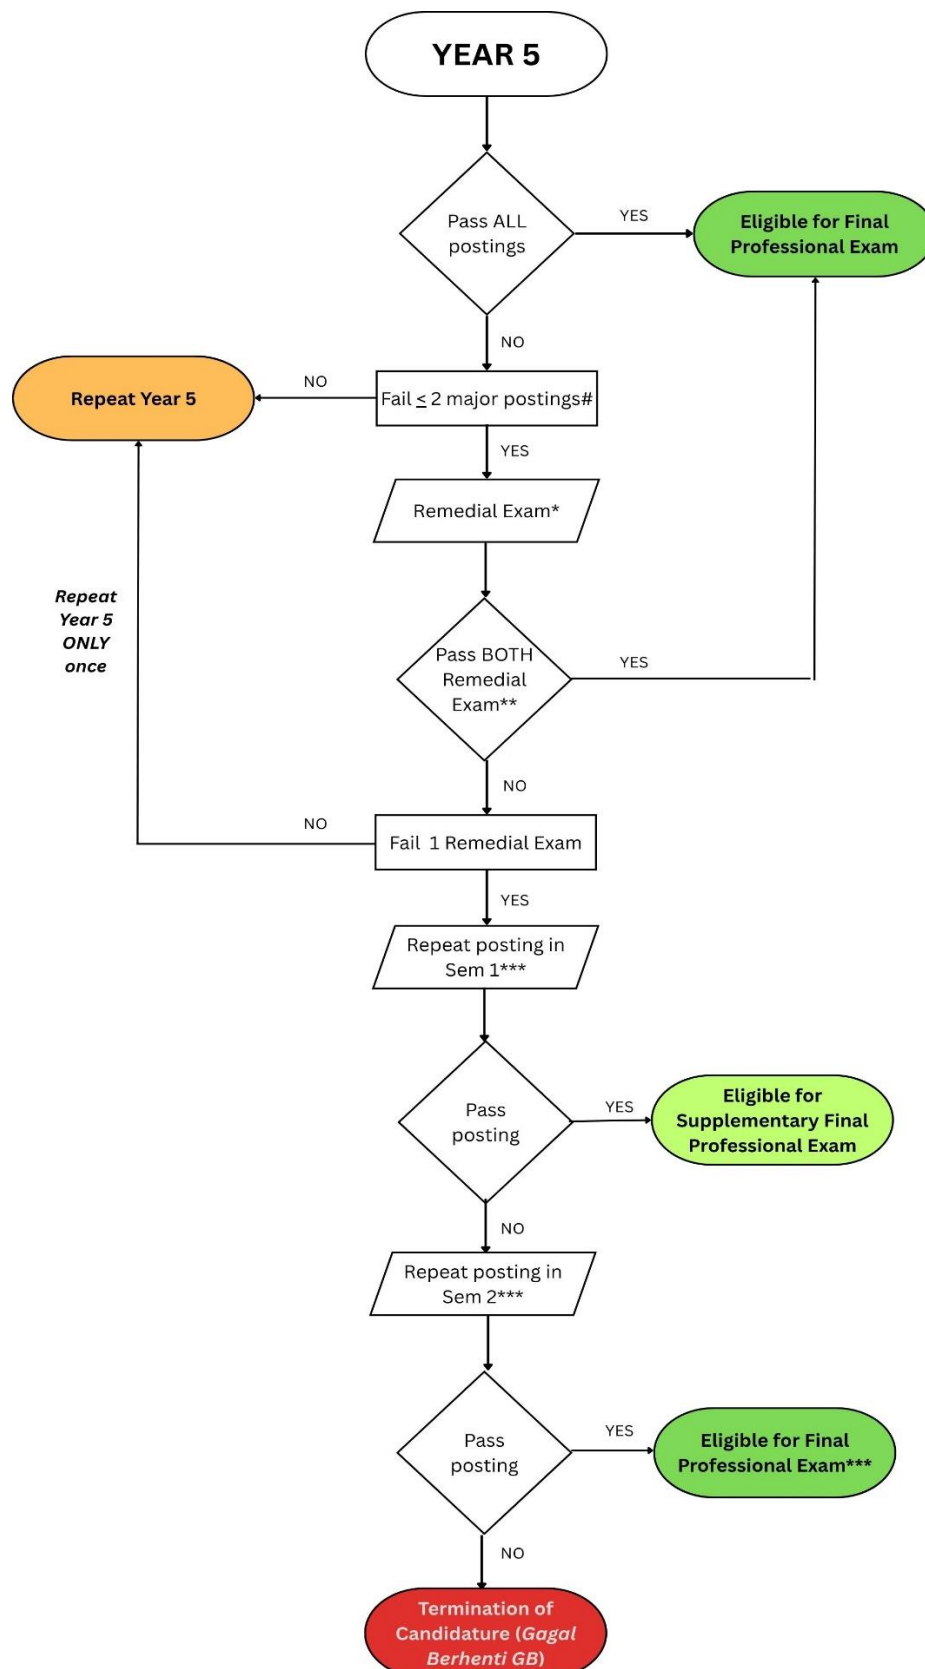 YEAR 5
Pass ALL
postings
YES
Eligible for Final
Professional Exam
NO
Repeat Year 5
NO
Fail ≤ 2 major postings#
YES
Remedial Exam*
Repeat
Year 5
ONLY
once
Pass BOTH
Remedial
Exam**
YES
NO
NO
Fail 1 Remedial Exam
YES
Repeat posting in
Sem 1***
Pass
posting
YES
Eligible for
Supplementary Final
Professional Exam
NO
Repeat posting in
Sem 2***
Pass
posting
YES
Eligible for Final
Professional Exam***
NO
Termination of
Candidature (Gagal
Berhenti GB)